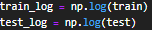 train_log = np.log(train)
test_log = np.log(test)